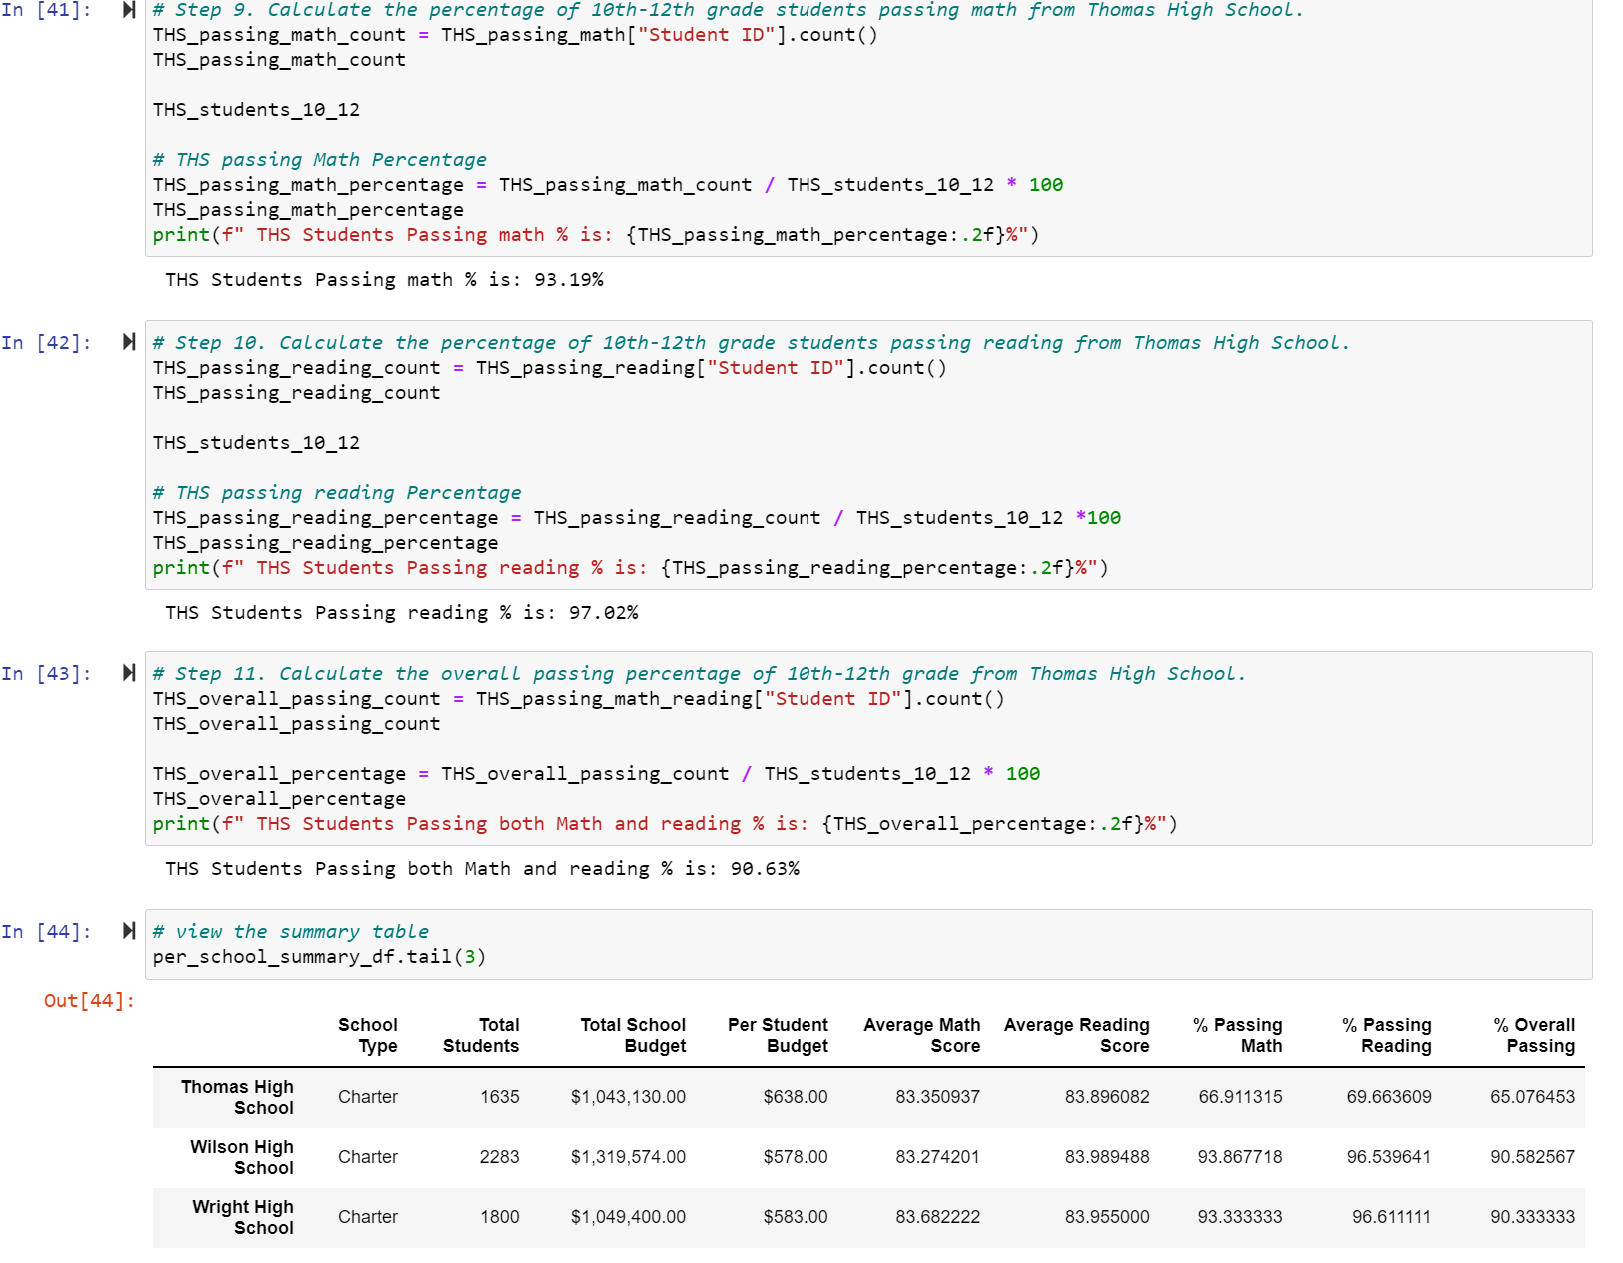 In [41]: # Step 9. Calculate the percentage of 10th-12th grade students passing math from Thomas High School.
THS_passing_math_count = THS_passing_math["Student ID"].count()
THS_passing_math_count
THS_students_10_12
# THS passing Math Percentage
THS_passing_math_percentage = THS_passing_math_count / THS_students_10_12 * 100
THS_passing_math_percentage
print(f" THS Students Passing math % is: {THS_passing_math_percentage:.2f}%")
THS Students Passing math % is: 93.19%
In [42]: # Step 10. Calculate the percentage of 10th-12th grade students passing reading from Thomas High School.
THS_passing_reading_count = THS_passing_reading["Student ID"].count()
THS_passing_reading_count
THS_students_10_12
# THS passing reading Percentage
THS_passing_reading_percentage = THS_passing_reading_count / THS_students_10_12 *100
THS_passing_reading_percentage
print(f" THS Students Passing reading % is: {THS_passing_reading_percentage:.2f}%")
THS Students Passing reading % is: 97.02%
In [43]: # Step 11. Calculate the overall passing percentage of 10th-12th grade from Thomas High School.
THS_overall_passing_count = THS_passing_math_reading["Student ID"].count()
THS_overall_passing_count
THS_overall_percentage = THS_overall_passing_count / THS_students_10_12 * 100
THS_overall_percentage
print(f" THS Students Passing both Math and reading % is: {THS_overall_percentage:.2f}%")
THS Students Passing both Math and reading % is: 90.63%
In [44]: # view the summary table
per_school_summary_df.tail(3)
Out[44]:
School Total Total School Per Student Average Math Average Reading % Passing % Passing % Overall
Type Students Budget Budget Score Score Math Reading Passing
Thomas High
School Charter 1635 $1,043,130.00 $638.00 83.350937 83.896082 66.911315 69.663609 65.076453
Wilson High
School Charter 2283 $1,319,574.00 $578.00 83.274201 83.989488 93.867718 96.539641 90.582567
Wright High
School Charter 1800 $1,049,400.00 $583.00 83.682222 83.955000 93.333333 96.611111 90.333333